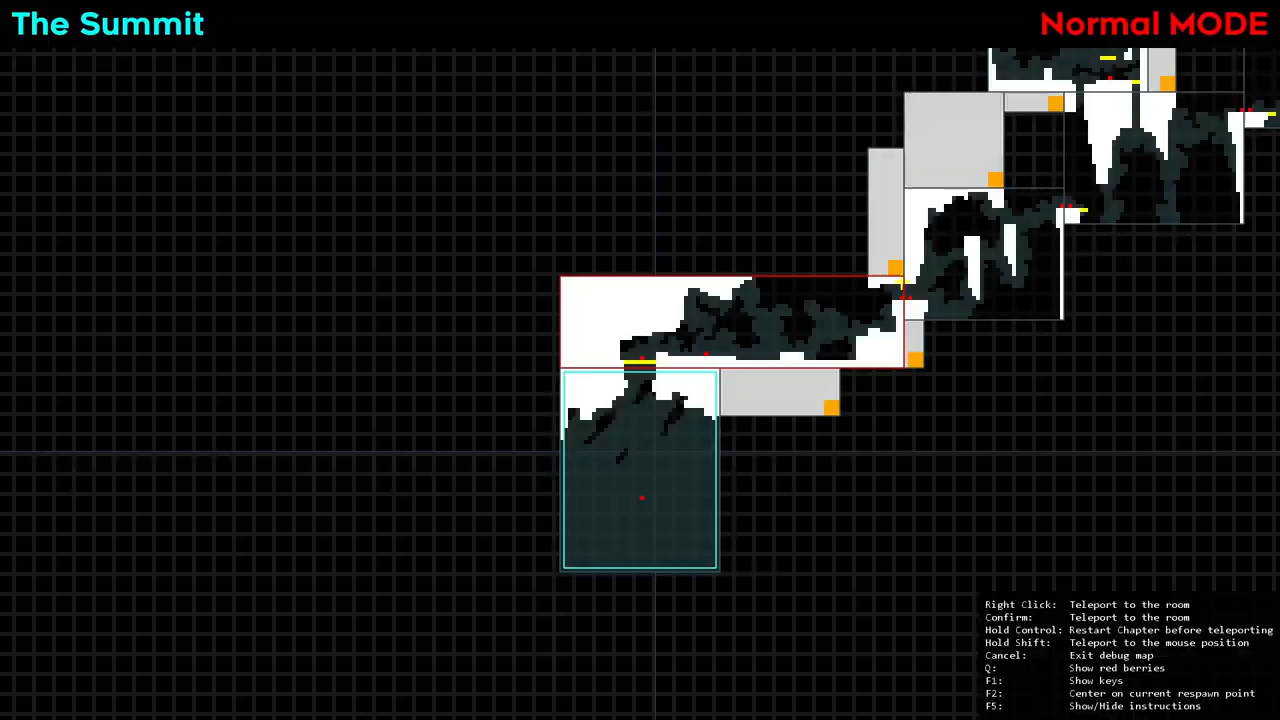 The Summit
Normal MODE
Right Click: Teleport to the room
Confirm: Teleport to the room
Hold Control: Restart Chapter before teleporting
Hold Shift: Teleport to the mouse position
Cancel: Exit debug map
Q: Show red berries
F1: Show keys
F2: Center on current respawn point
F5: Show/Hide instructions